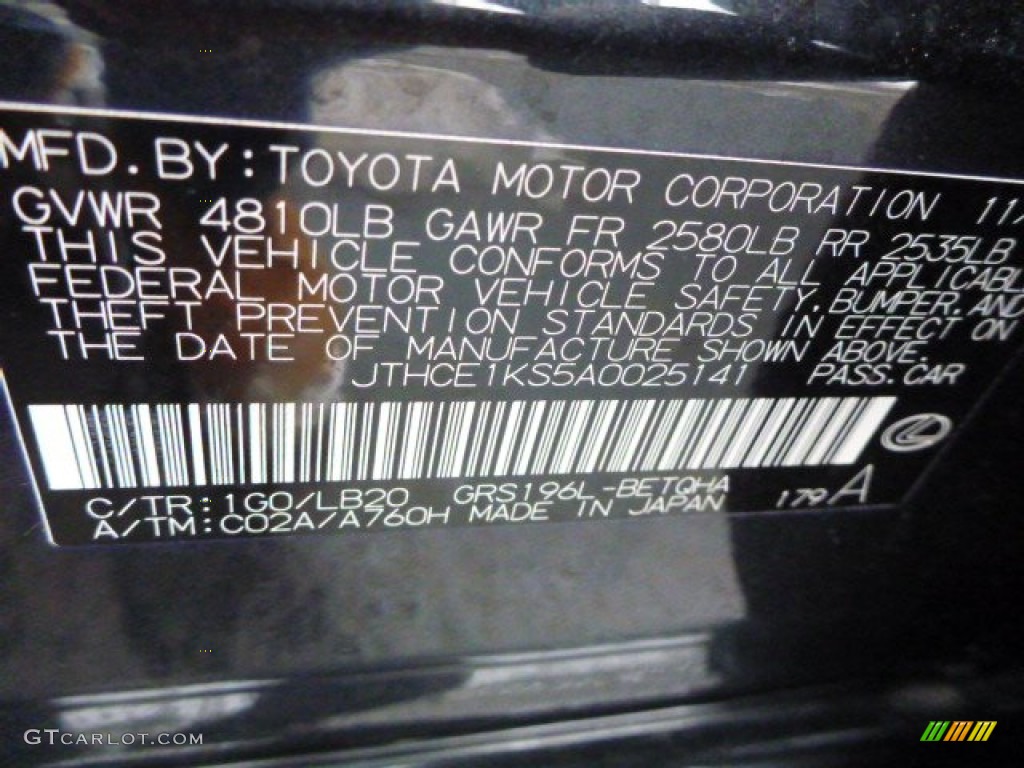 MFD. BY: TOYOTA MOTOR CORPORATION 11/
GVWR 4810LB GAWR FR 2580LB RR 2535LB
THIS VEHICLE CONFORMS TO ALL APPLICABL
FEDERAL MOTOR VEHICLE SAFETY, BUMPER, AND
THEFT PREVENTION STANDARDS IN EFFECT ON
THE DATE OF MANUFACTURE SHOWN ABOVE.
JTHCE1KS5A0025141 PASS. CAR
C/TR: 1G0/LB20 GRS196L-BETQHA
A/TM: C02A/A760H MADE IN JAPAN 179 A
GTCARLOT.COM